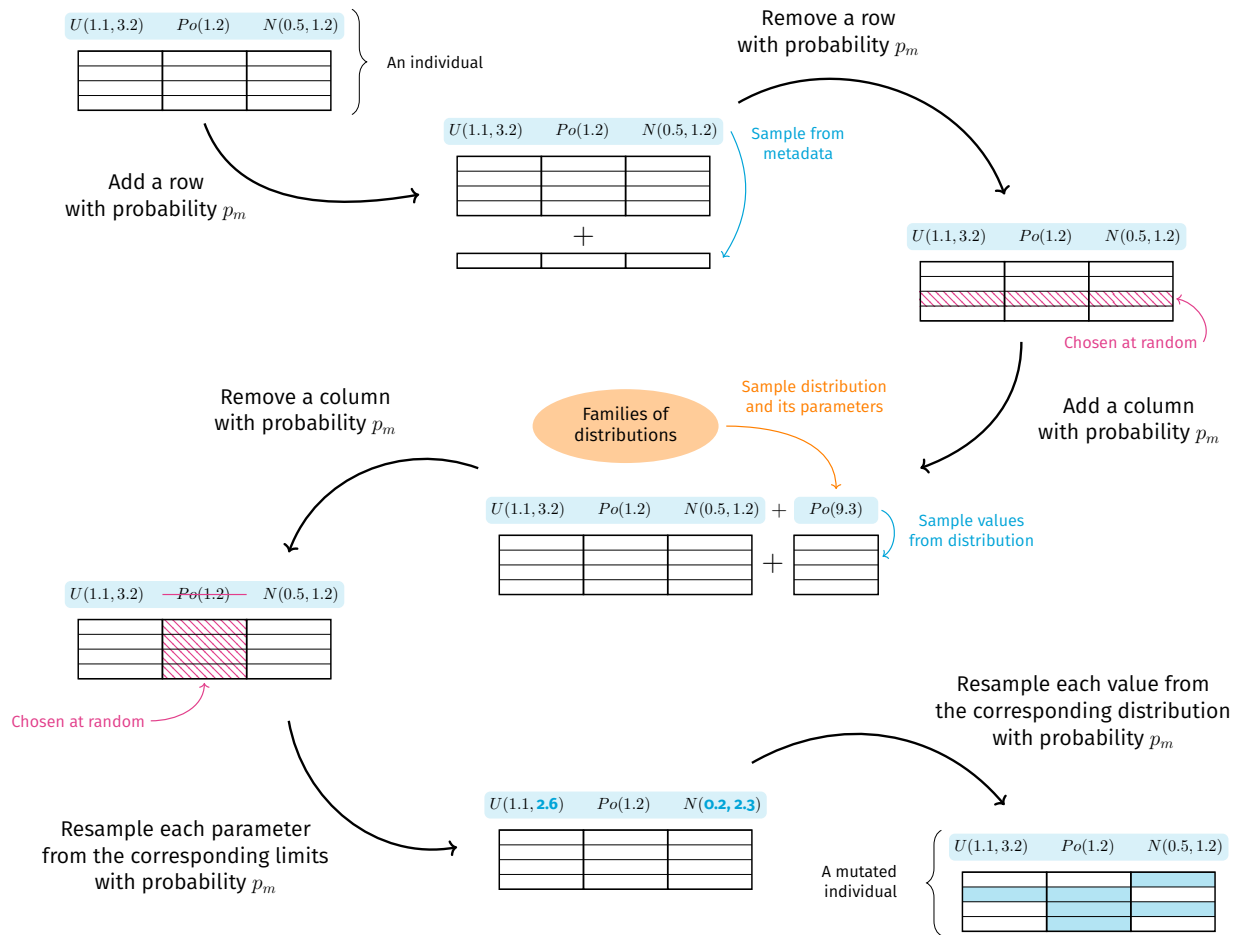 U(1.1, 3.2) Po(1.2) N(0.5, 1.2)
An individual
Add a row
with probability p_m
U(1.1, 3.2) Po(1.2) N(0.5, 1.2)
Sample from
metadata
+
Remove a row
with probability p_m
U(1.1, 3.2) Po(1.2) N(0.5, 1.2)
Chosen at random
Add a column
with probability p_m
Families of
distributions
Sample distribution
and its parameters
U(1.1, 3.2) Po(1.2) N(0.5, 1.2) + Po(9.3)
Sample values
from distribution
+
Remove a column
with probability p_m
U(1.1, 3.2) Po(1.2) N(0.5, 1.2)
Chosen at random
Resample each parameter
from the corresponding limits
with probability p_m
U(1.1, 2.6) Po(1.2) N(0.2, 2.3)
Resample each value from
the corresponding distribution
with probability p_m
U(1.1, 3.2) Po(1.2) N(0.5, 1.2)
A mutated
individual